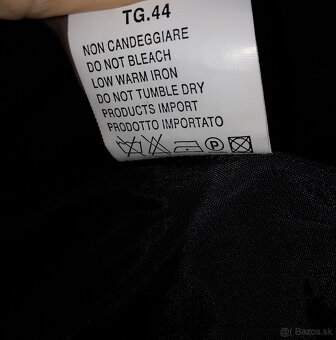 TG.44
NON CANDEGGIARE
DO NOT BLEACH
LOW WARM IRON
DO NOT TUMBLE DRY
PRODUCTS IMPORT
PRODOTTO IMPORTATO
P
Bazos.sk